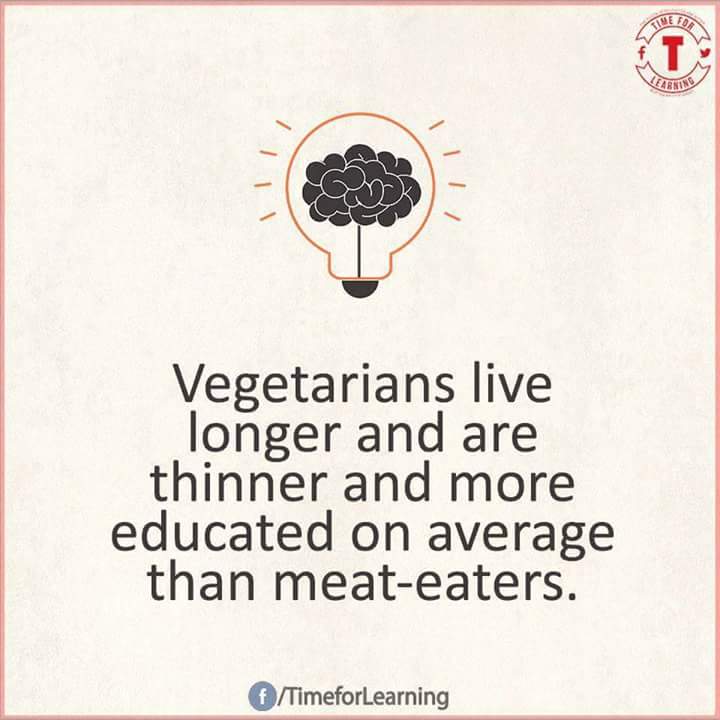 TIME FOR
T
LEARNING
Vegetarians live
longer and are
thinner and more
educated on average
than meat-eaters.
f/TimeforLearning